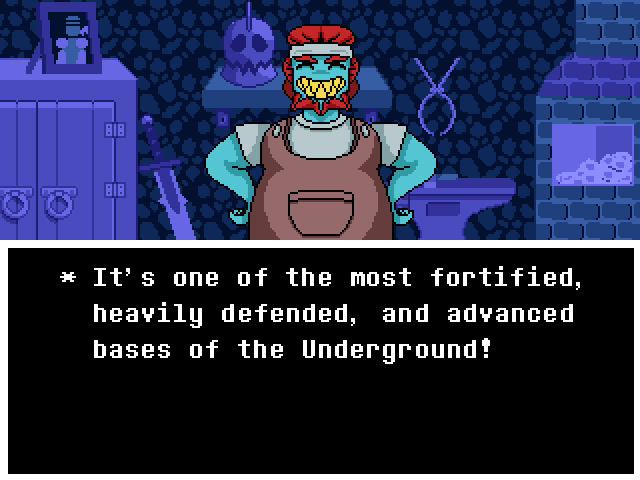 * It's one of the most fortified,
heavily defended, and advanced
bases of the Underground!